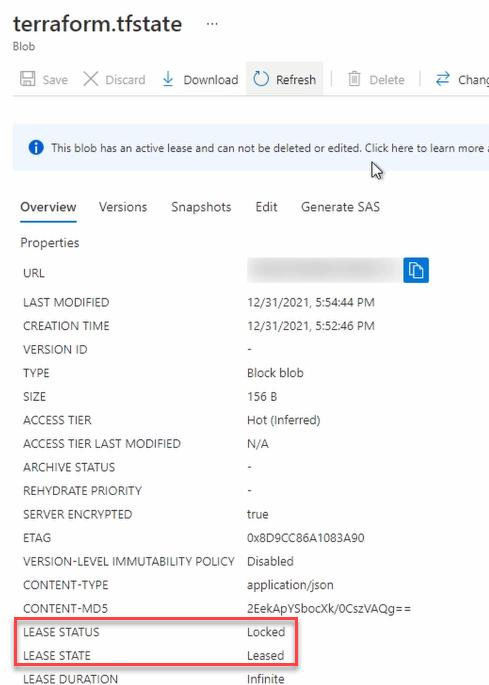 terraform.tfstate ...
Blob
Save Discard Download Refresh Delete Chang
This blob has an active lease and can not be deleted or edited. Click here to learn more a
Overview Versions Snapshots Edit Generate SAS
Properties
URL
LAST MODIFIED 12/31/2021, 5:54:44 PM
CREATION TIME 12/31/2021, 5:52:46 PM
VERSION ID -
TYPE Block blob
SIZE 156 B
ACCESS TIER Hot (Inferred)
ACCESS TIER LAST MODIFIED N/A
ARCHIVE STATUS -
REHYDRATE PRIORITY -
SERVER ENCRYPTED true
ETAG 0x8D9CC86A1083A90
VERSION-LEVEL IMMUTABILITY POLICY Disabled
CONTENT-TYPE application/json
CONTENT-MD5 2EekApYSbocXk/0CszVAQg==
LEASE STATUS Locked
LEASE STATE Leased
LEASE DURATION Infinite